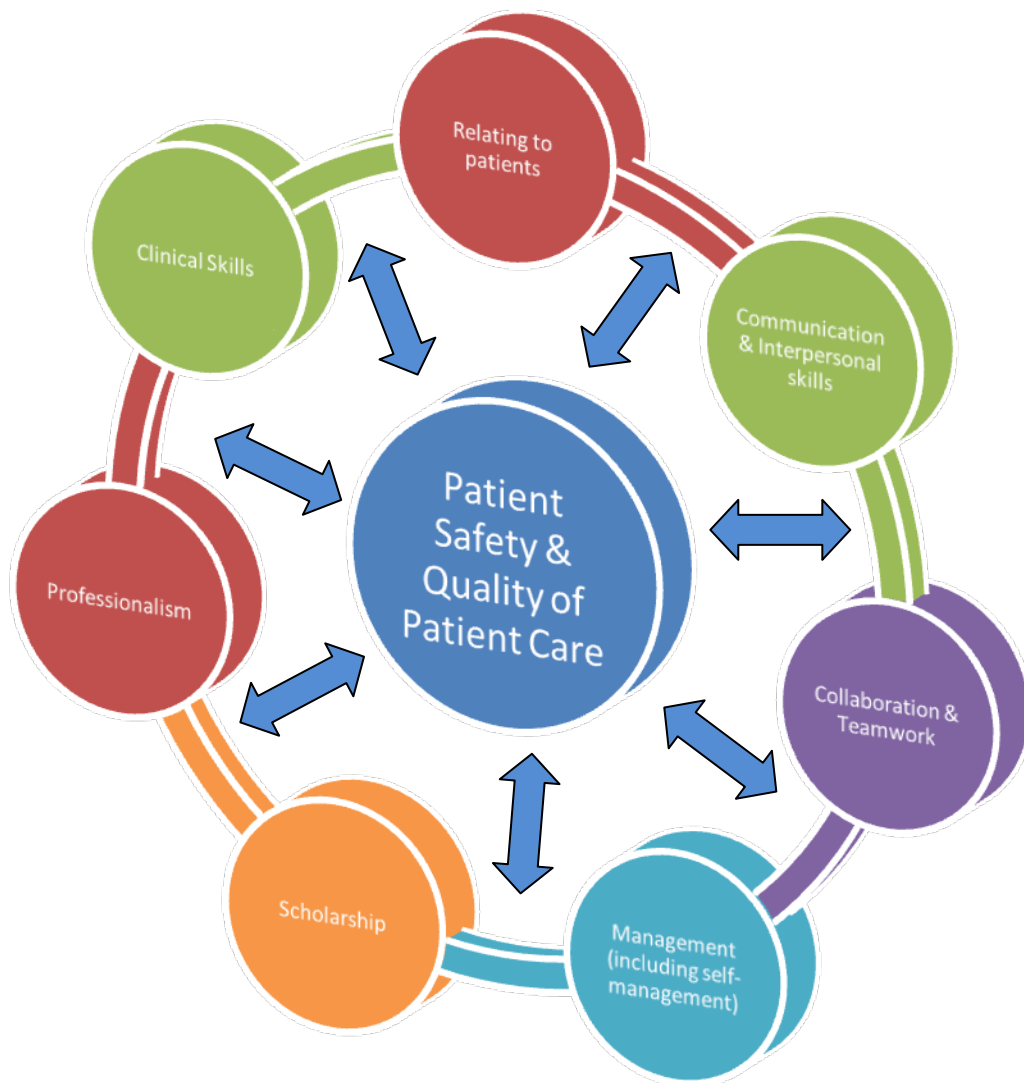 Relating to
patients
Communication
& Interpersonal
skills
Collaboration &
Teamwork
Management
(including self-
management)
Scholarship
Professionalism
Clinical Skills
Patient
Safety &
Quality of
Patient Care